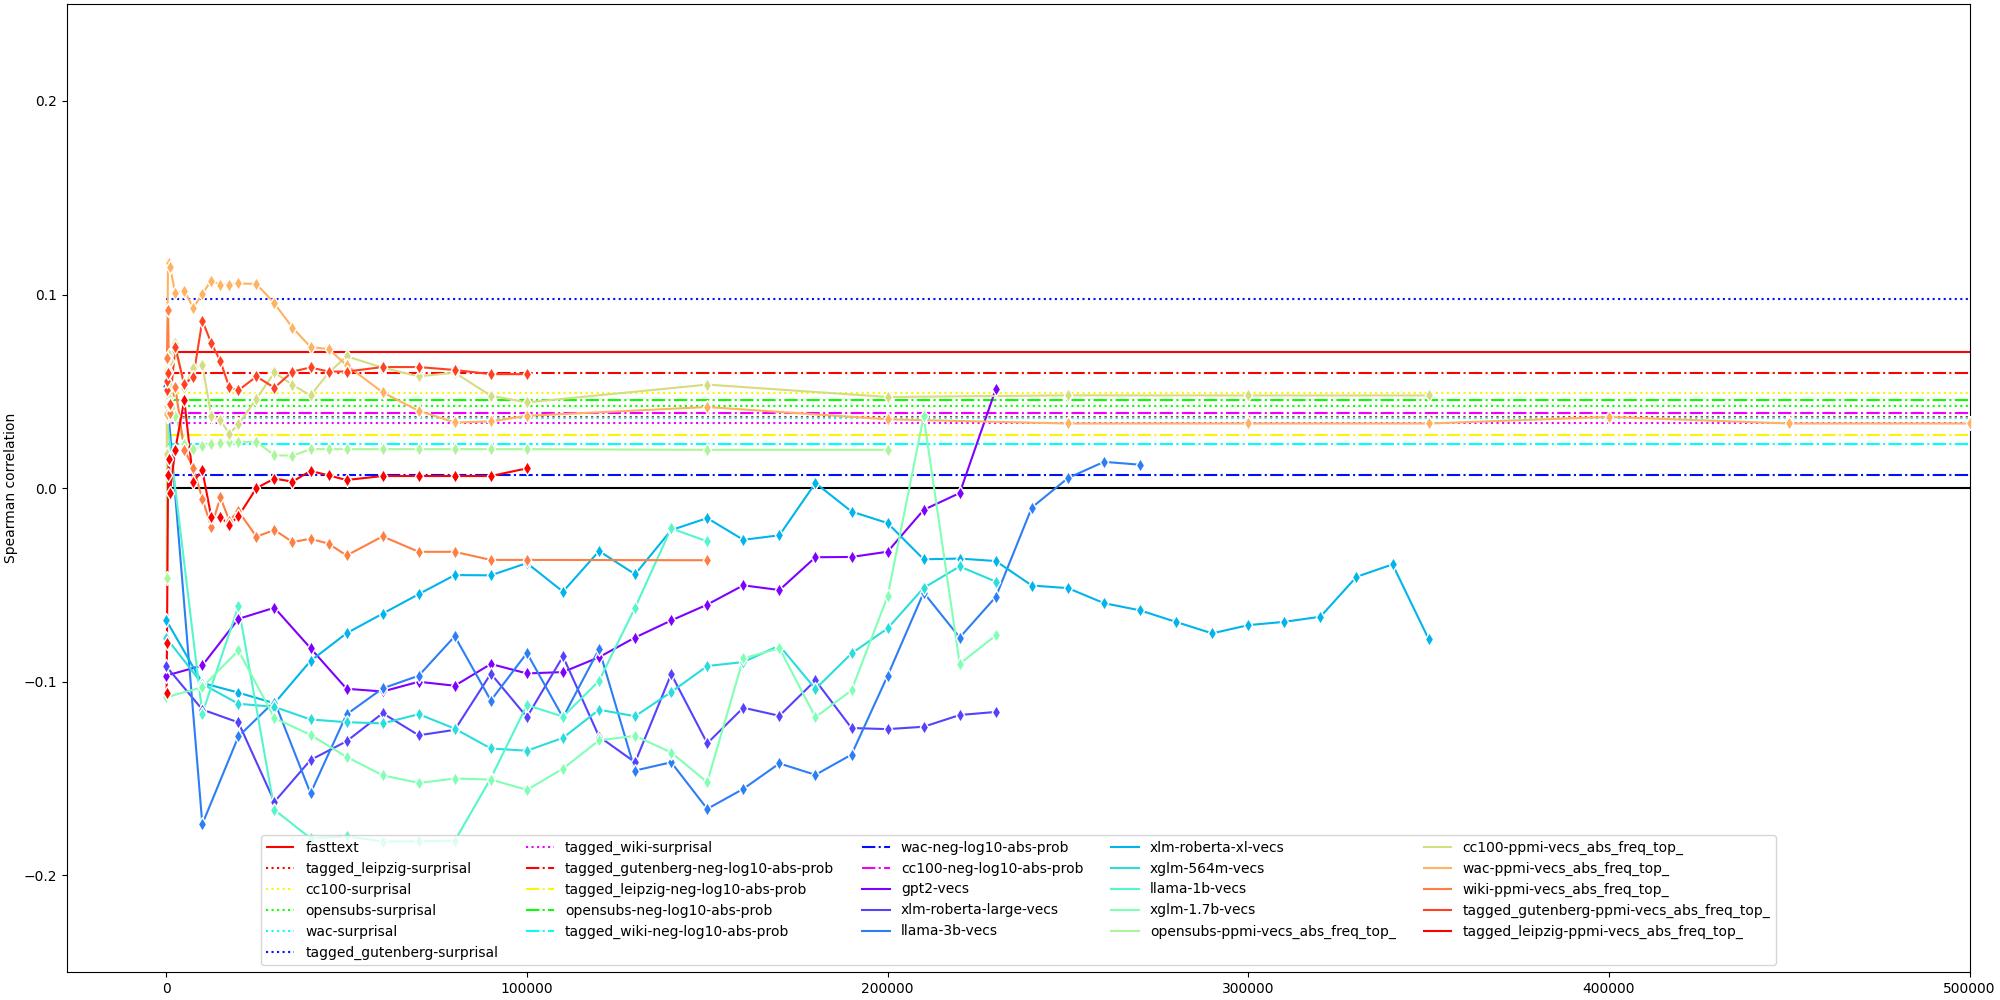 Spearman correlation
0.2
0.1
0.0
−0.1
−0.2
0
100000
200000
300000
400000
500000
fasttext
tagged_leipzig-surprisal
cc100-surprisal
opensubs-surprisal
wac-surprisal
tagged_gutenberg-surprisal
tagged_wiki-surprisal
tagged_gutenberg-neg-log10-abs-prob
tagged_leipzig-neg-log10-abs-prob
opensubs-neg-log10-abs-prob
tagged_wiki-neg-log10-abs-prob
wac-neg-log10-abs-prob
cc100-neg-log10-abs-prob
gpt2-vecs
xlm-roberta-large-vecs
llama-3b-vecs
xlm-roberta-xl-vecs
xglm-564m-vecs
llama-1b-vecs
xglm-1.7b-vecs
opensubs-ppmi-vecs_abs_freq_top_
cc100-ppmi-vecs_abs_freq_top_
wac-ppmi-vecs_abs_freq_top_
wiki-ppmi-vecs_abs_freq_top_
tagged_gutenberg-ppmi-vecs_abs_freq_top_
tagged_leipzig-ppmi-vecs_abs_freq_top_